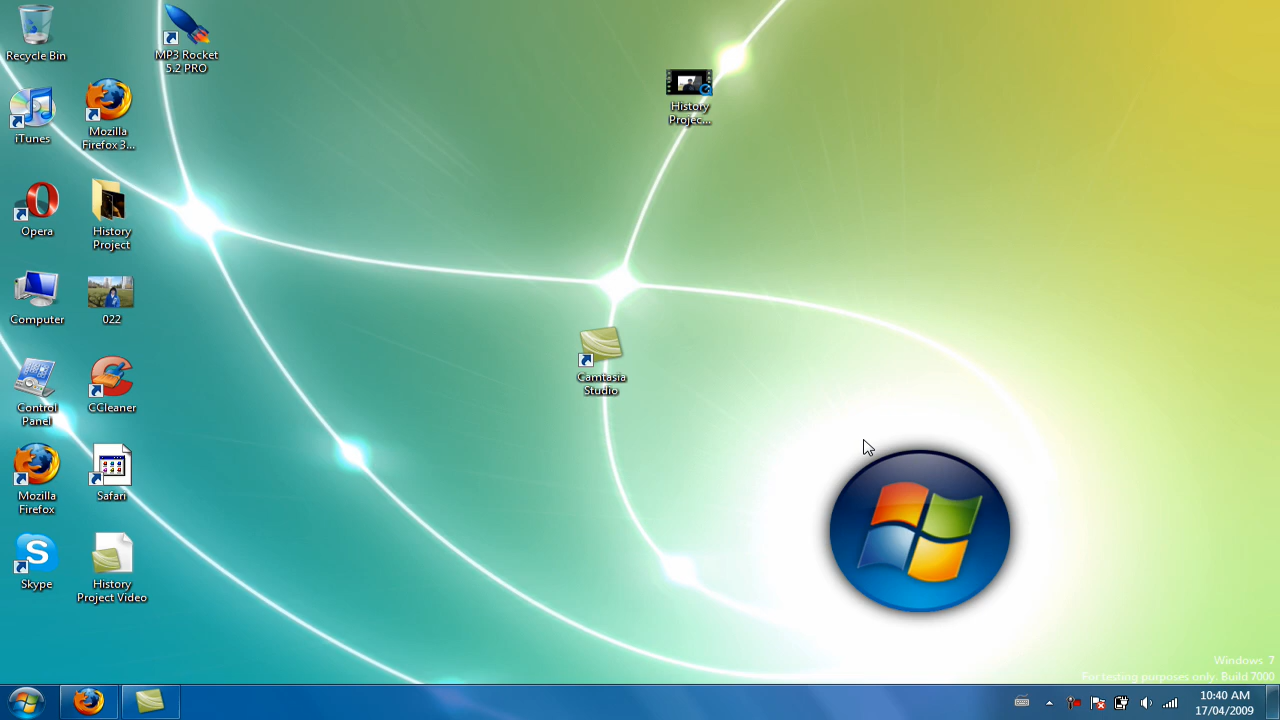 Recycle Bin
MP3 Rocket
5.2 PRO
iTunes
Mozilla
Firefox 3...
History
Projec...
Opera
History
Project
Computer
022
Camtasia
Studio
Control
Panel
CCleaner
Mozilla
Firefox
Safari
Skype
History
Project Video
Windows 7
For testing purposes only. Build 7000
10:40 AM
17/04/2009